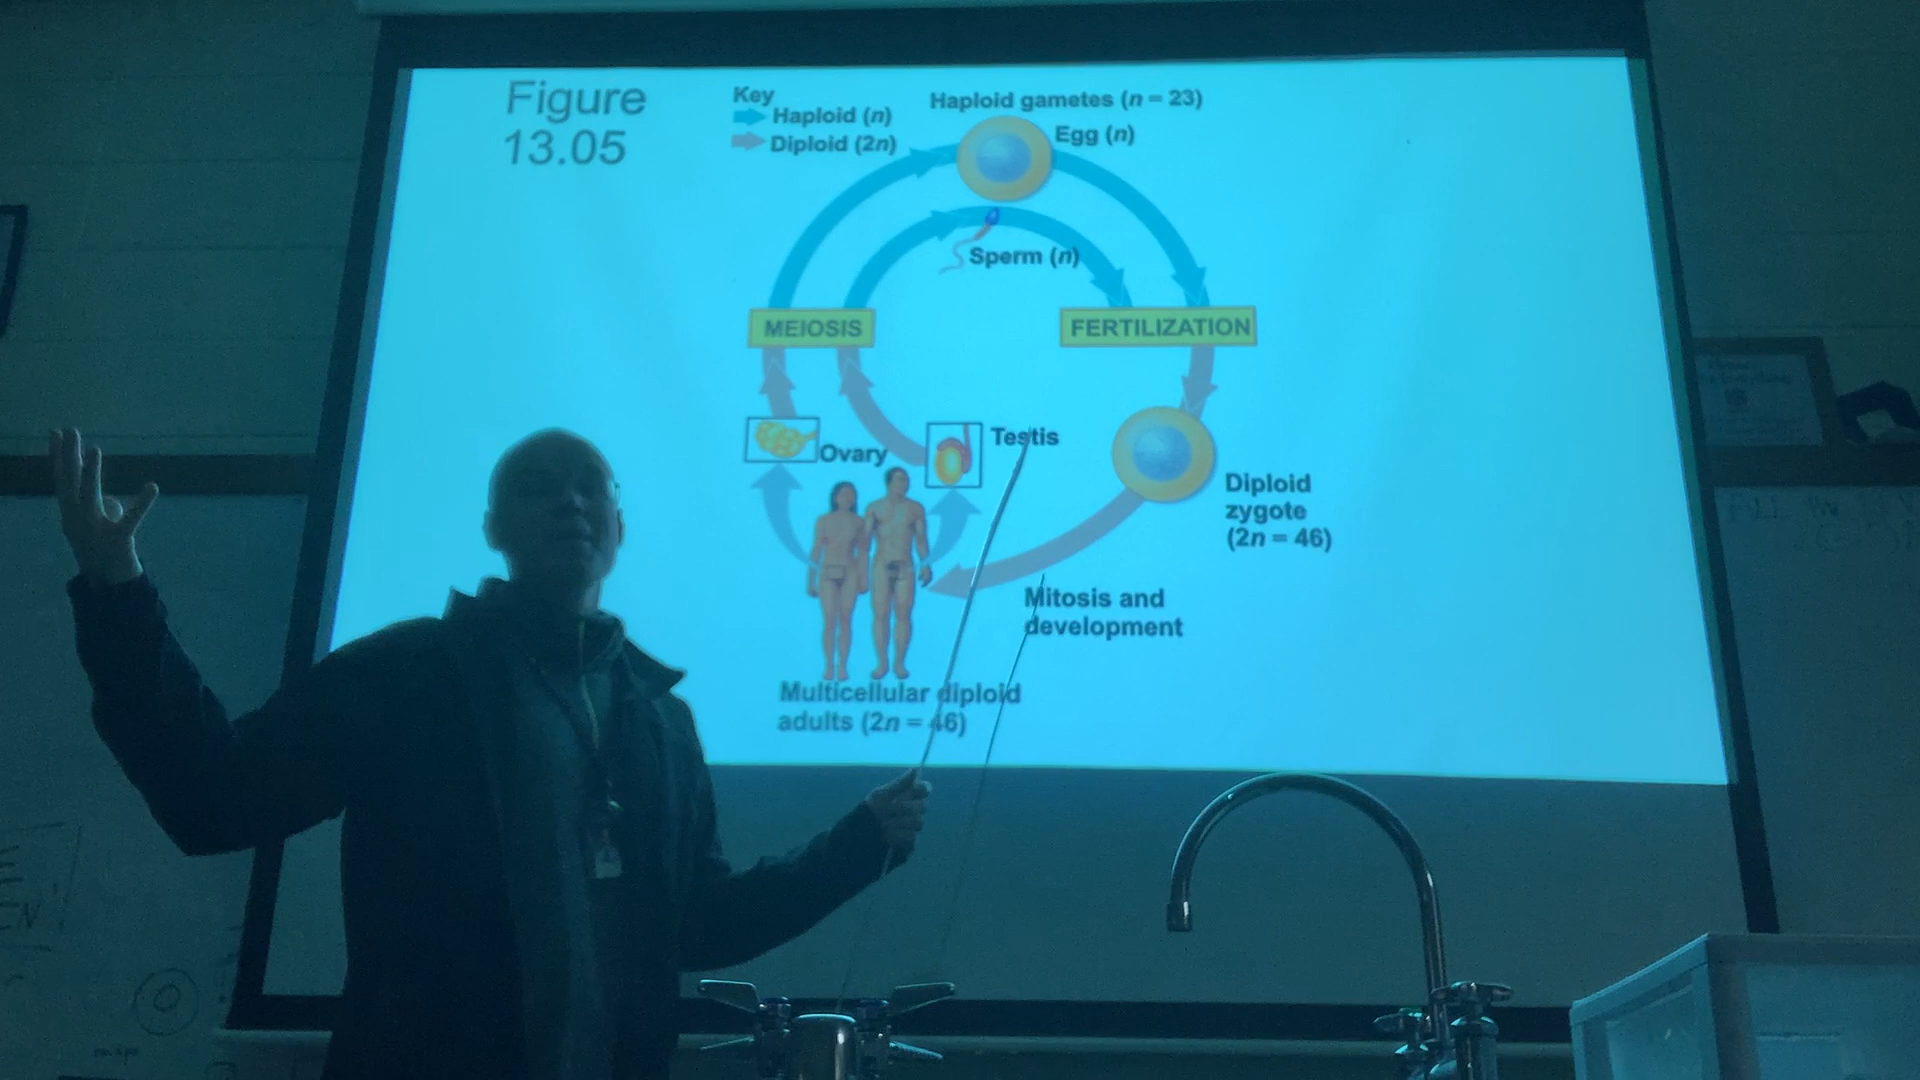 Figure
13.05
Key
Haploid (n)
Diploid (2n)
Haploid gametes (n = 23)
Egg (n)
Sperm (n)
MEIOSIS
FERTILIZATION
Ovary
Testis
Diploid
zygote
(2n = 46)
Mitosis and
development
Multicellular diploid
adults (2n = 46)